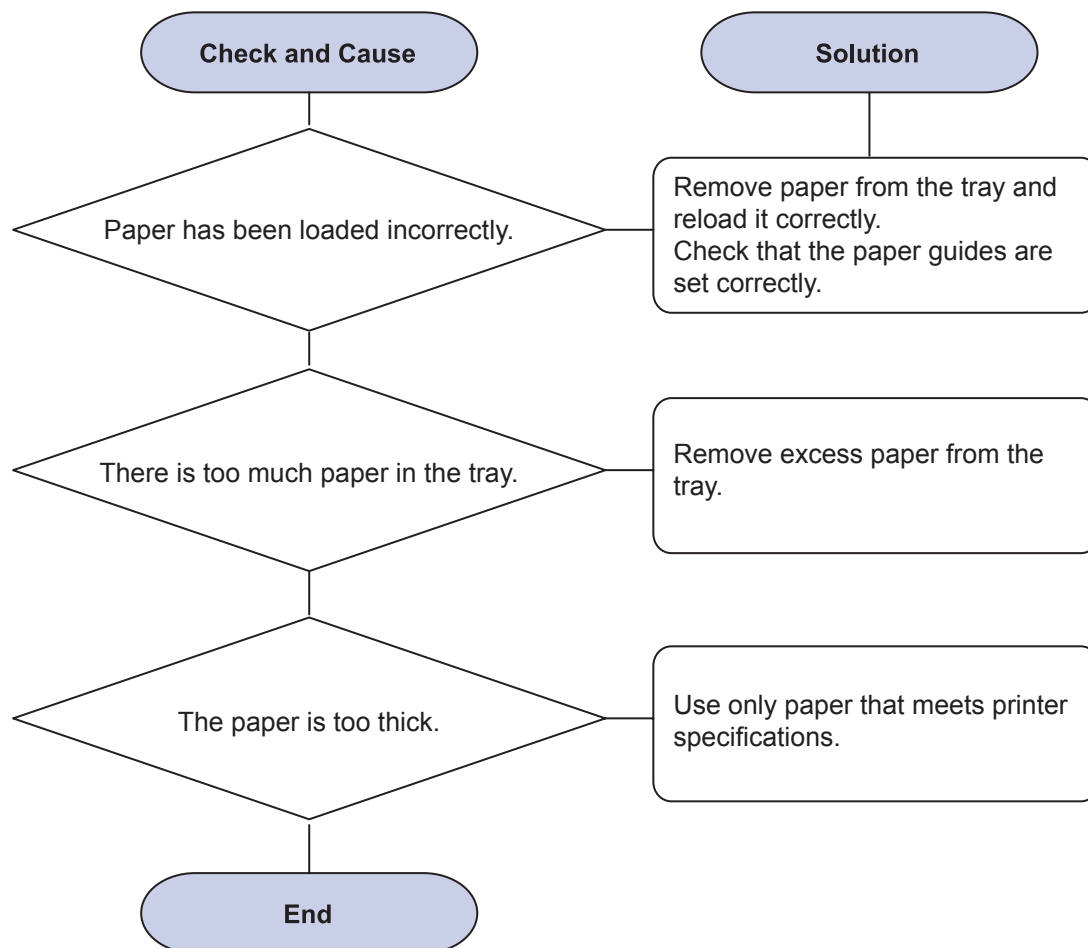 Check and Cause
Solution
Paper has been loaded incorrectly.
Remove paper from the tray and
reload it correctly.
Check that the paper guides are
set correctly.
There is too much paper in the tray.
Remove excess paper from the
tray.
The paper is too thick.
Use only paper that meets printer
specifications.
End